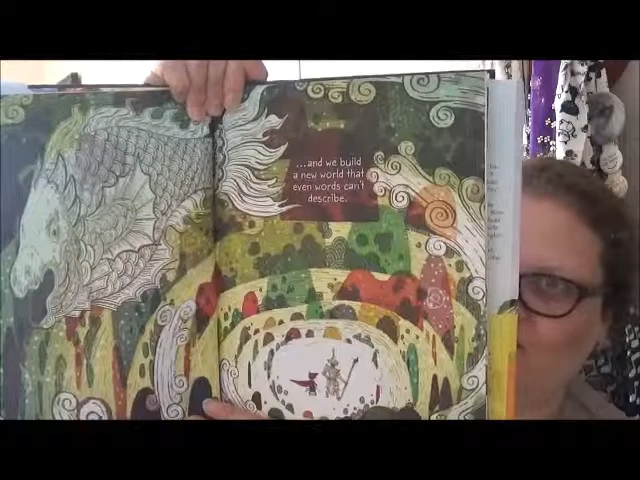 ...and we build
a new world that
even words can't
describe.